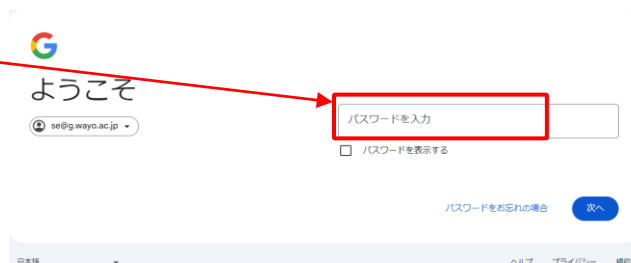 ようこそ
se@g.wayo.ac.jp
パスワードを入力
パスワードを表示する
パスワードをお忘れの場合
次へ
日本語
ヘルプ プライバシー 規約